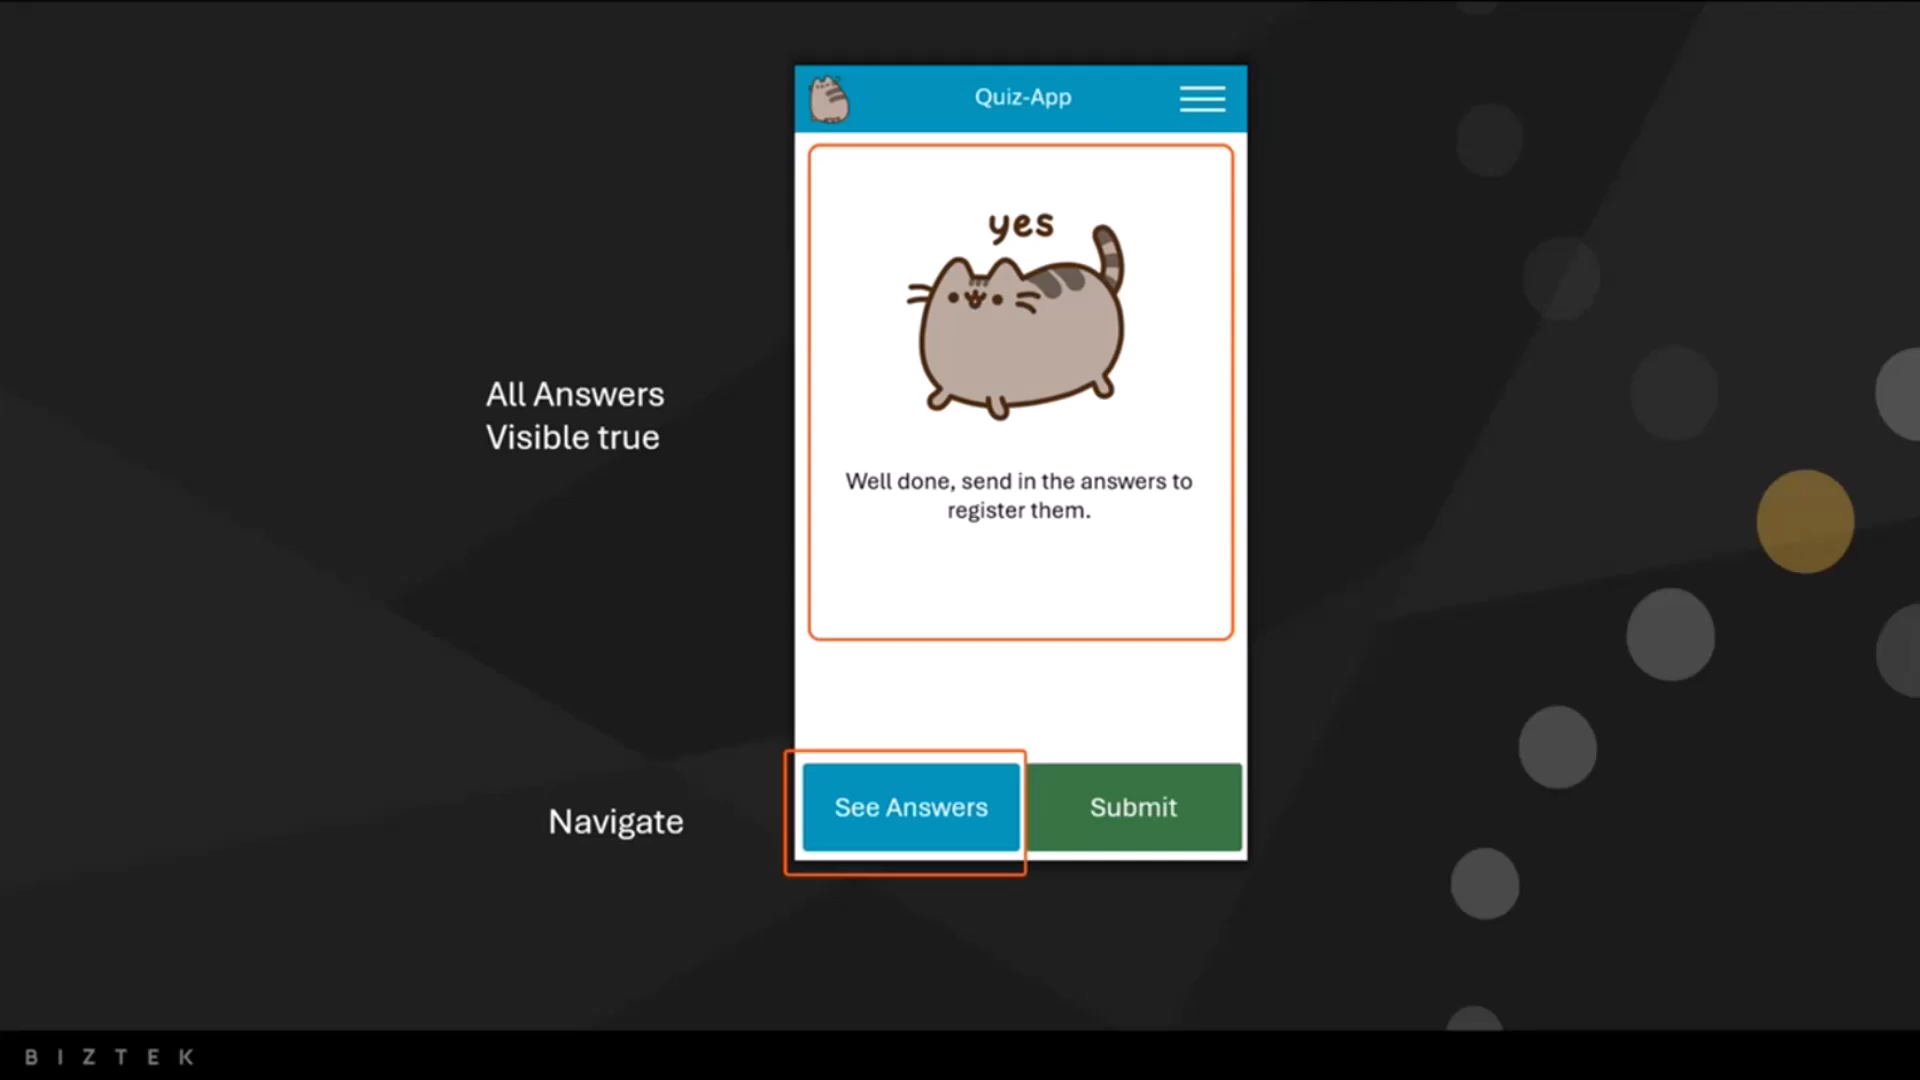 Quiz-App
yes
All Answers
Visible true
Well done, send in the answers to
register them.
Navigate
See Answers
Submit
BIZTEK